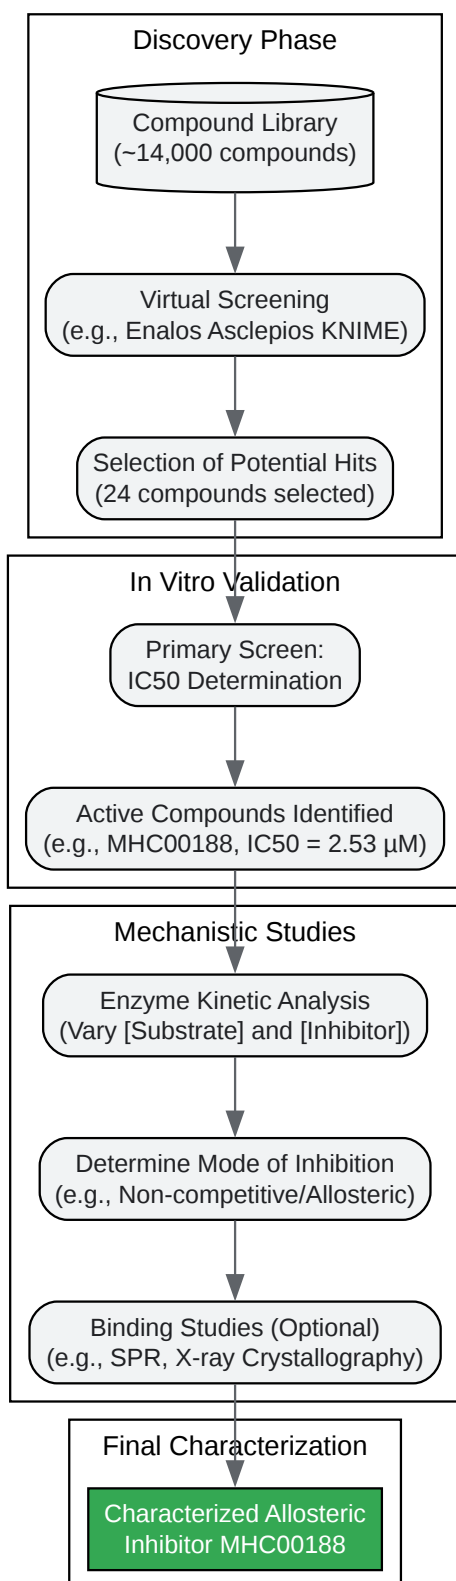 Discovery Phase
Compound Library
(~14,000 compounds)
Virtual Screening
(e.g., Enalos Asclepios KNIME)
Selection of Potential Hits
(24 compounds selected)
In Vitro Validation
Primary Screen:
IC50 Determination
Active Compounds Identified
(e.g., MHC00188, IC50 = 2.53 µM)
Mechanistic Studies
Enzyme Kinetic Analysis
(Vary [Substrate] and [Inhibitor])
Determine Mode of Inhibition
(e.g., Non-competitive/Allosteric)
Binding Studies (Optional)
(e.g., SPR, X-ray Crystallography)
Final Characterization
Characterized Allosteric
Inhibitor MHC00188